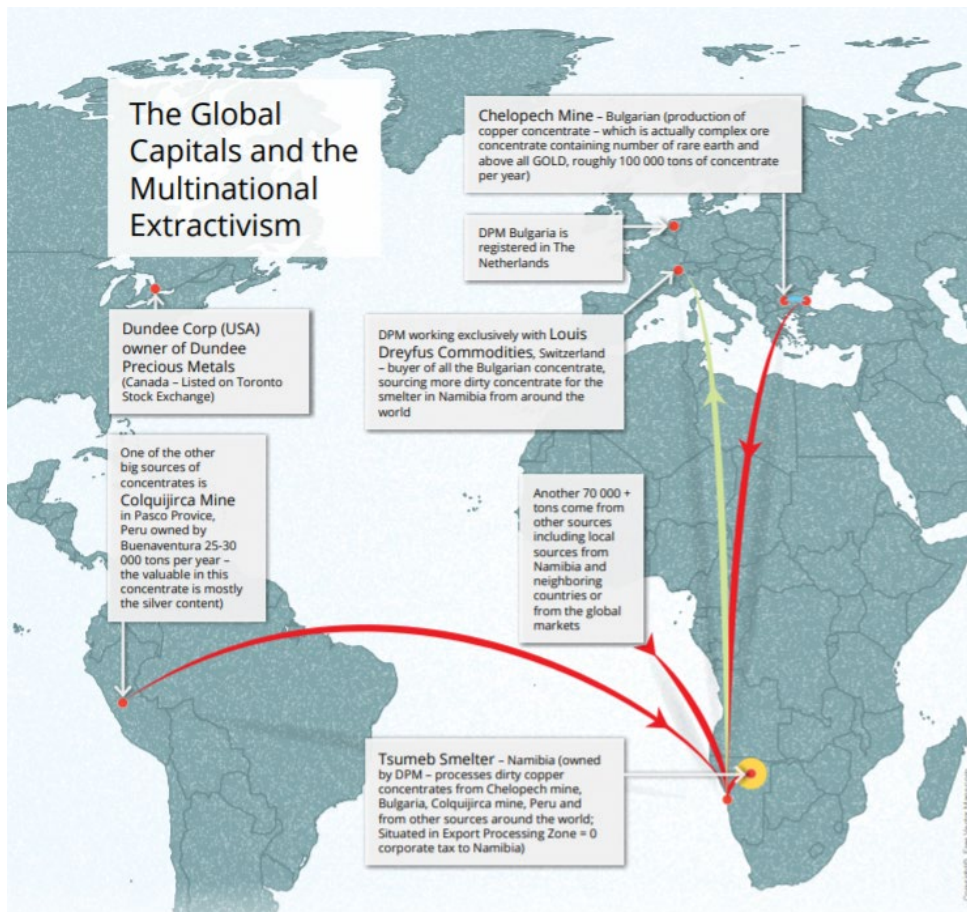 The Global
Capitals and the
Multinational
Extractivism
Chelopech Mine – Bulgarian (production of
copper concentrate – which is actually complex ore
concentrate containing number of rare earth and
above all GOLD, roughly 100 000 tons of concentrate
per year)
DPM Bulgaria is
registered in The
Netherlands
Dundee Corp (USA)
owner of Dundee
Precious Metals
(Canada – Listed on Toronto
Stock Exchange)
DPM working exclusively with Louis
Dreyfus Commodities, Switzerland
– buyer of all the Bulgarian concentrate,
sourcing more dirty concentrate for the
smelter in Namibia from around the
world
One of the other
big sources of
concentrates is
Colquijirca Mine
in Pasco Provice,
Peru owned by
Buenaventura 25-30
000 tons per year –
the valuable in this
concentrate is mostly
the silver content)
Another 70 000 +
tons come from
other sources
including local
sources from
Namibia and
neighboring
countries or
from the global
markets
Tsumeb Smelter – Namibia (owned
by DPM – processes dirty copper
concentrates from Chelopech mine,
Bulgaria, Colquijirca mine, Peru and
from other sources around the world;
Situated in Export Processing Zone = 0
corporate tax to Namibia)